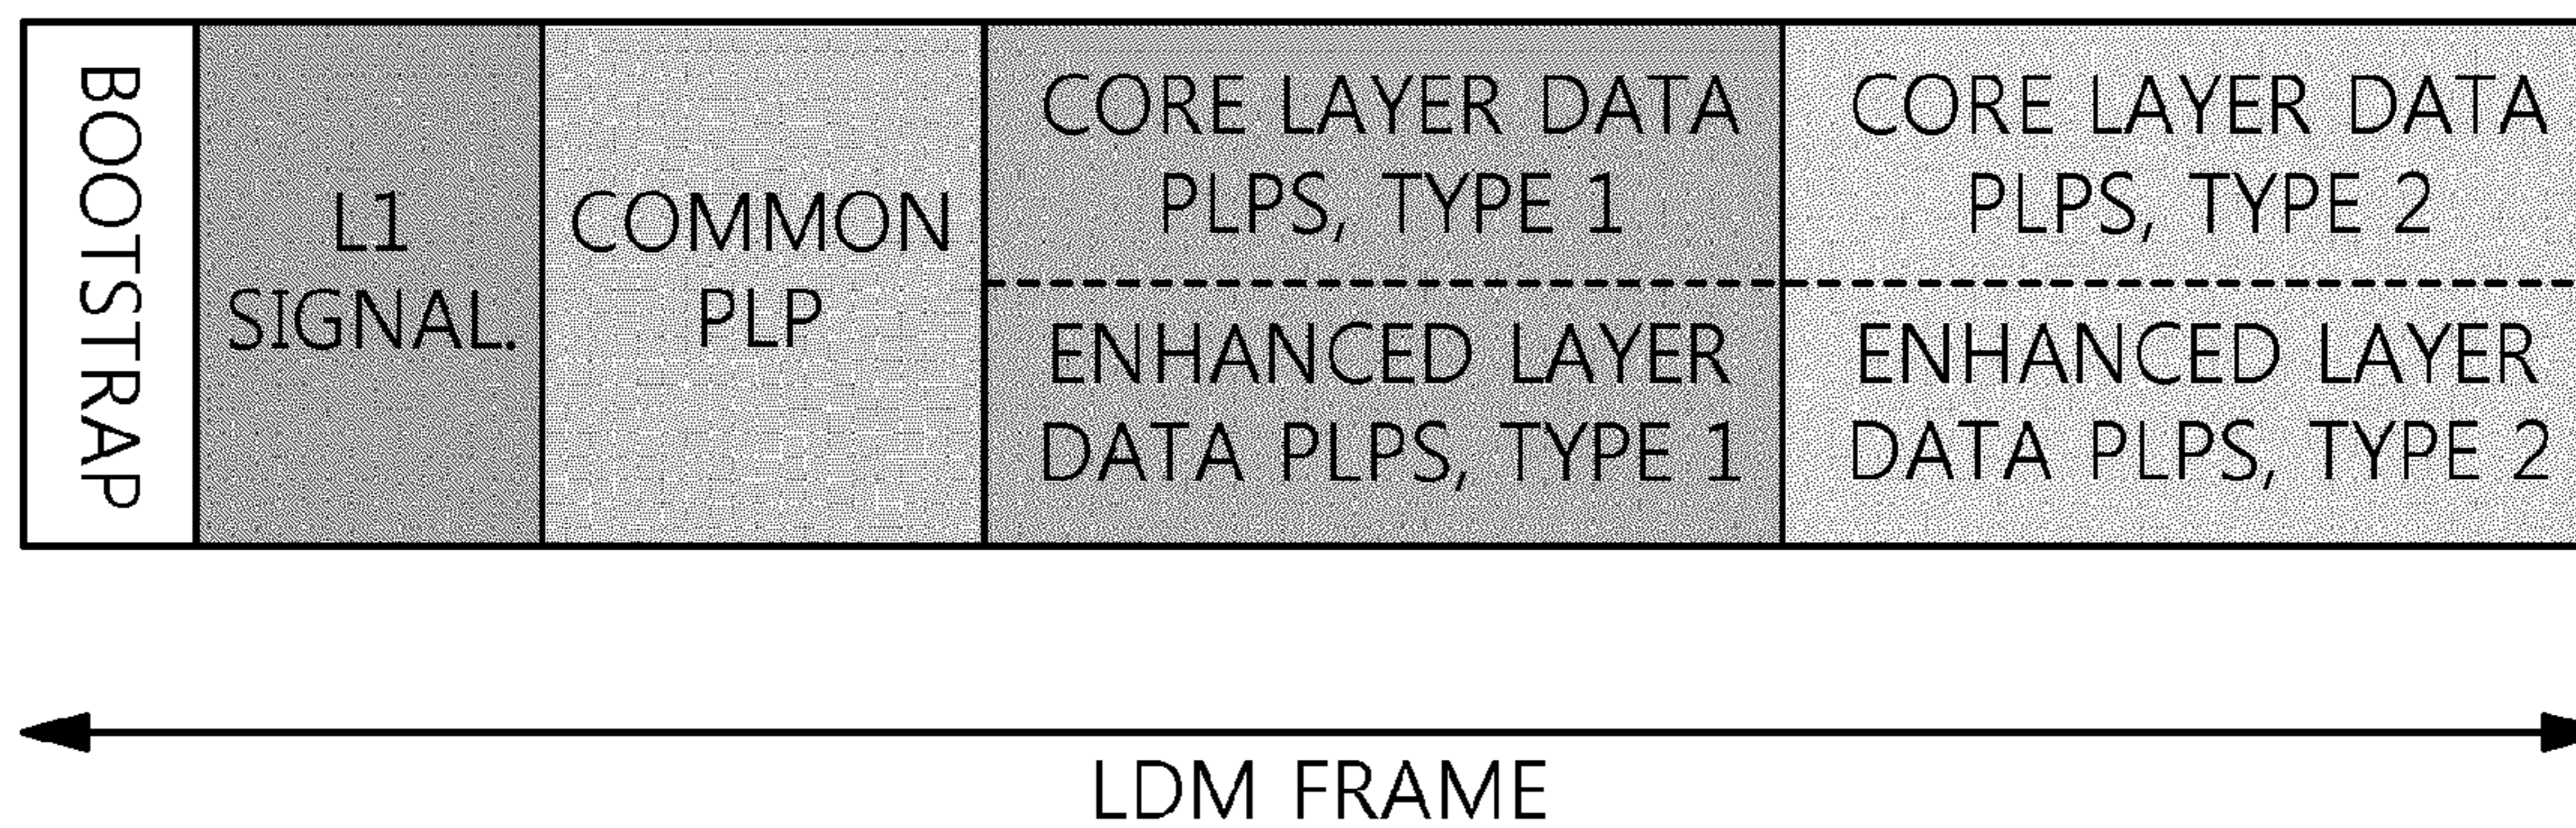 BOOTSTRAP
L1
SIGNAL.
COMMON
PLP
CORE LAYER DATA
PLPS, TYPE 1
ENHANCED LAYER
DATA PLPS, TYPE 1
CORE LAYER DATA
PLPS, TYPE 2
ENHANCED LAYER
DATA PLPS, TYPE 2
LDM FRAME